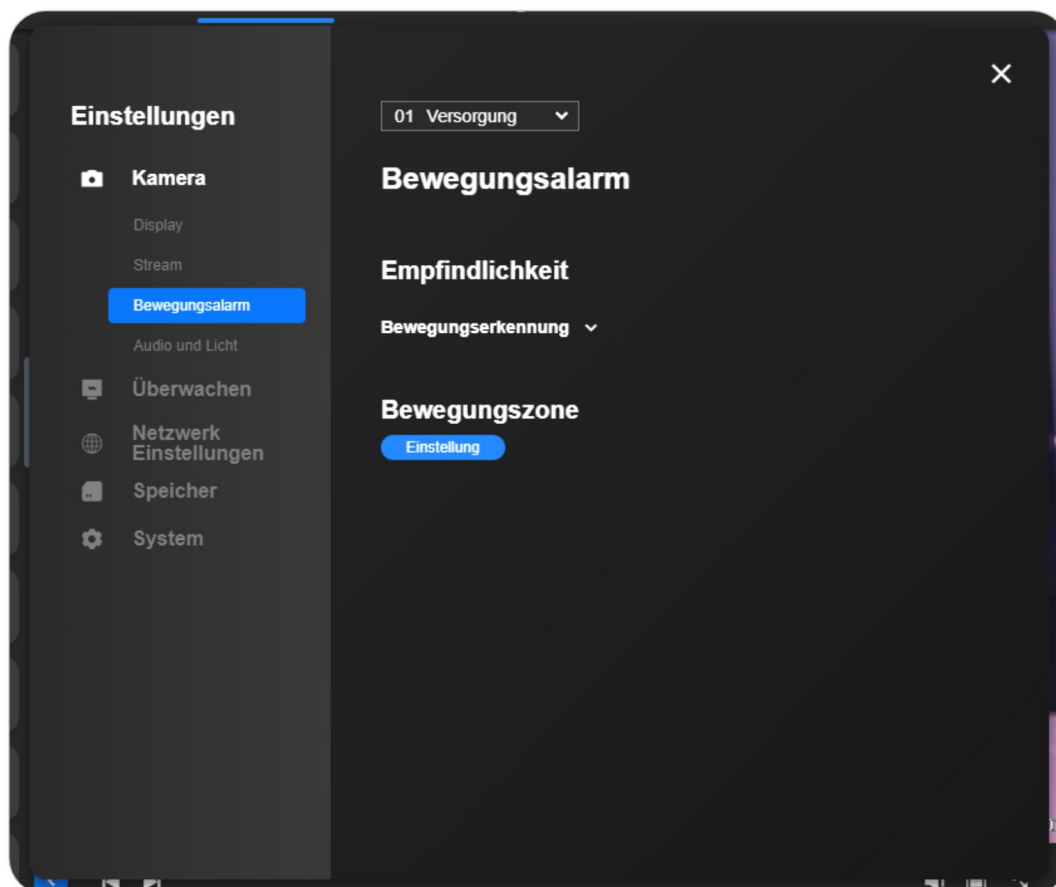 Einstellungen
Kamera
Display
Stream
Bewegungsalarm
Audio und Licht
Überwachen
Netzwerk
Einstellungen
Speicher
System
01 Versorgung
Bewegungsalarm
Empfindlichkeit
Bewegungserkennung
Bewegungszone
Einstellung